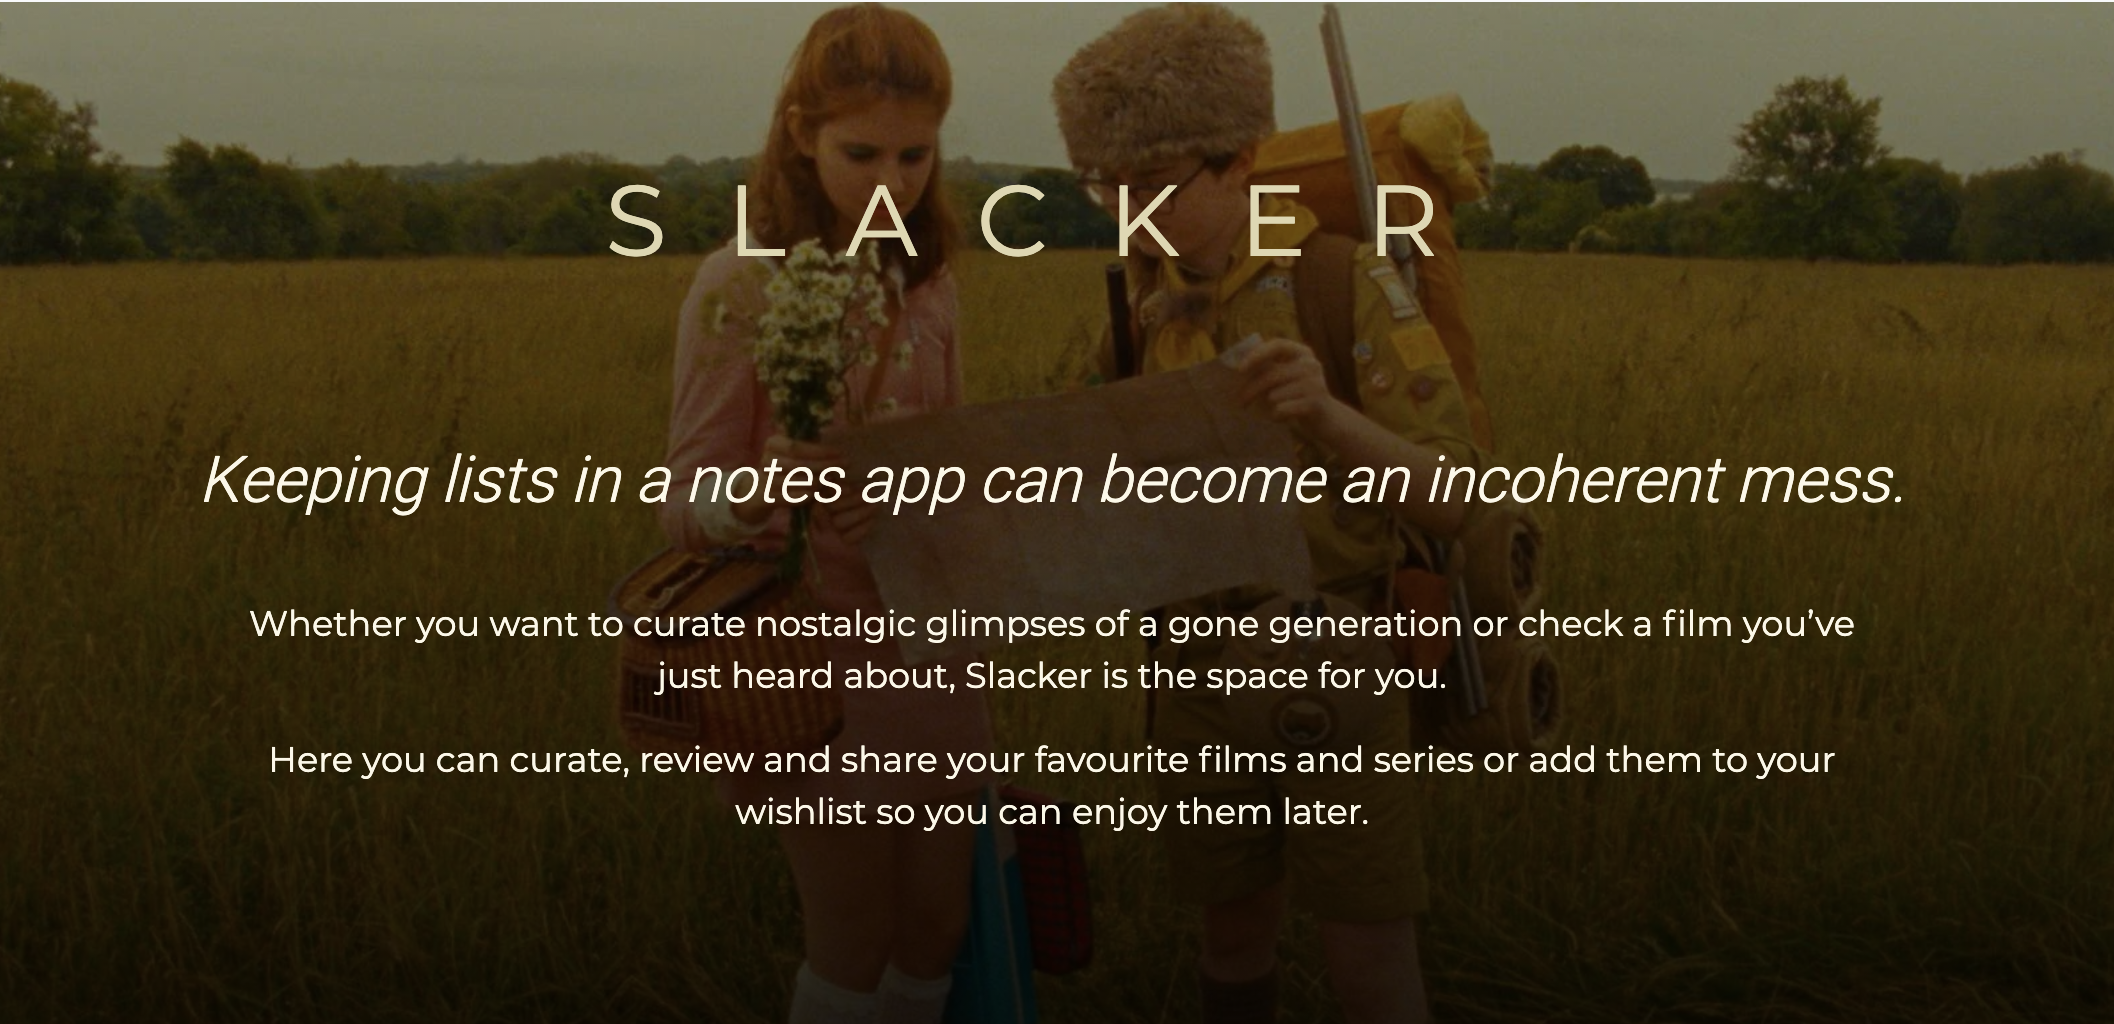 SLACKER
Keeping lists in a notes app can become an incoherent mess.
Whether you want to curate nostalgic glimpses of a gone generation or check a film you’ve
just heard about, Slacker is the space for you.
Here you can curate, review and share your favourite films and series or add them to your
wishlist so you can enjoy them later.